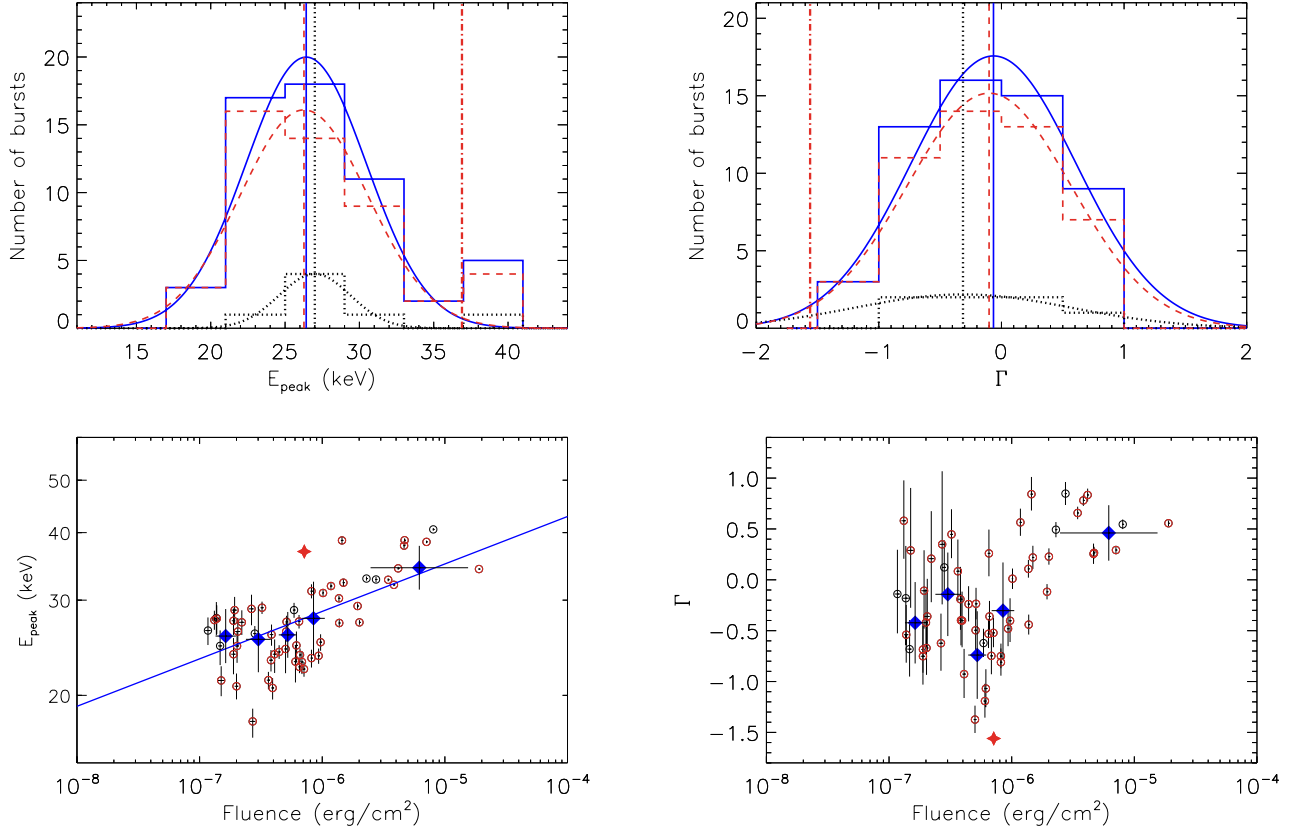 Number of bursts
20
15
10
5
0
15 20 25 30 35 40
E_peak (keV)
Number of bursts
20
15
10
5
0
−2 −1 0 1 2
Γ
E_peak (keV)
50
40
30
20
10^−8 10^−7 10^−6 10^−5 10^−4
Fluence (erg/cm^2)
Γ
1.0
0.5
0.0
−0.5
−1.0
−1.5
10^−8 10^−7 10^−6 10^−5 10^−4
Fluence (erg/cm^2)